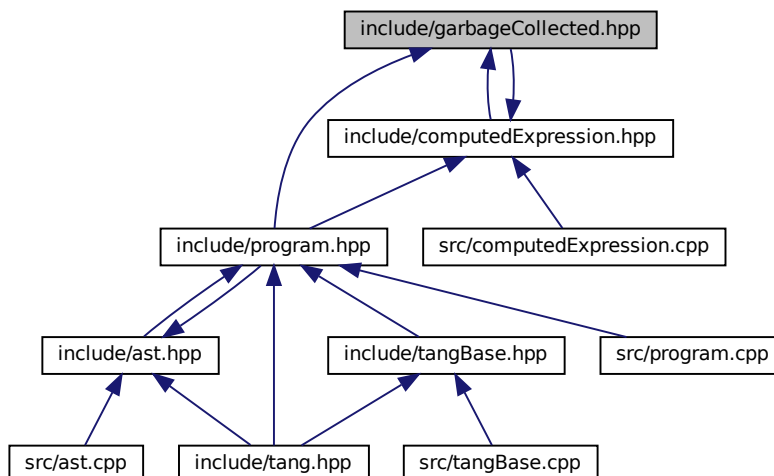 include/garbageCollected.hpp
include/computedExpression.hpp
include/program.hpp
src/computedExpression.cpp
include/ast.hpp
include/tangBase.hpp
src/program.cpp
src/ast.cpp
include/tang.hpp
src/tangBase.cpp